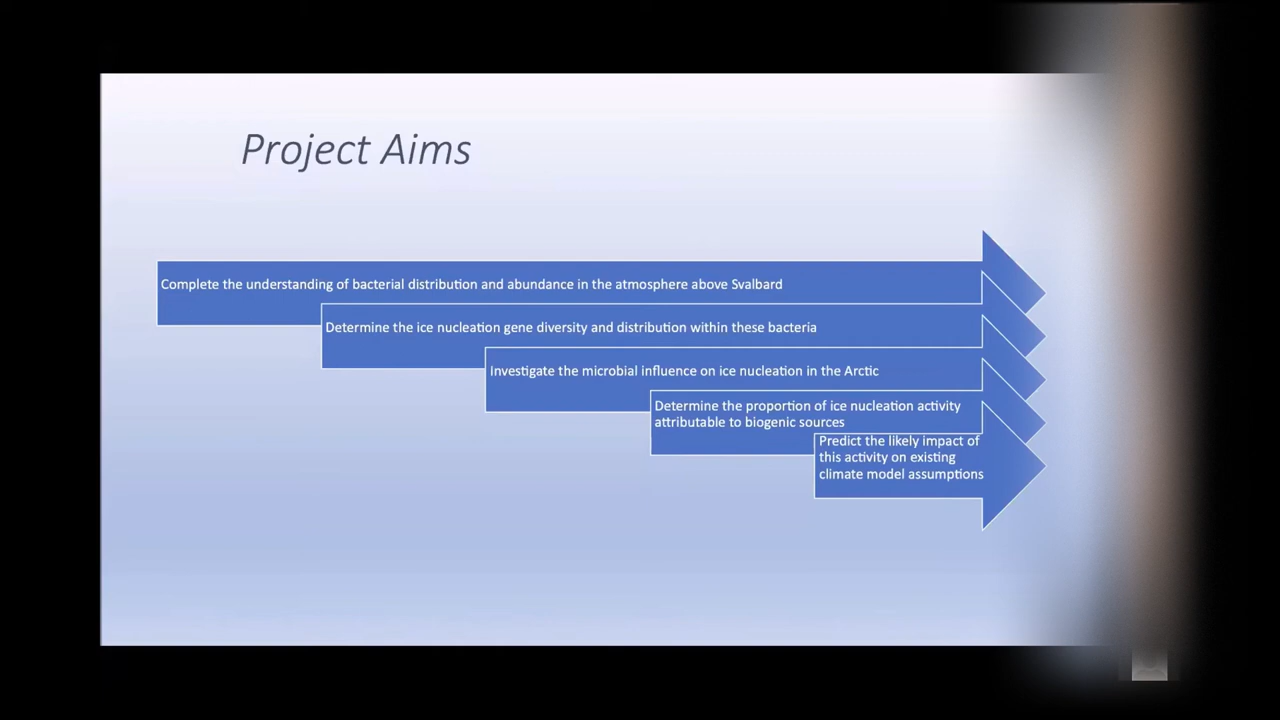 Project Aims
Complete the understanding of bacterial distribution and abundance in the atmosphere above Svalbard
Determine the ice nucleation gene diversity and distribution within these bacteria
Investigate the microbial influence on ice nucleation in the Arctic
Determine the proportion of ice nucleation activity
attributable to biogenic sources
Predict the likely impact of
this activity on existing
climate model assumptions